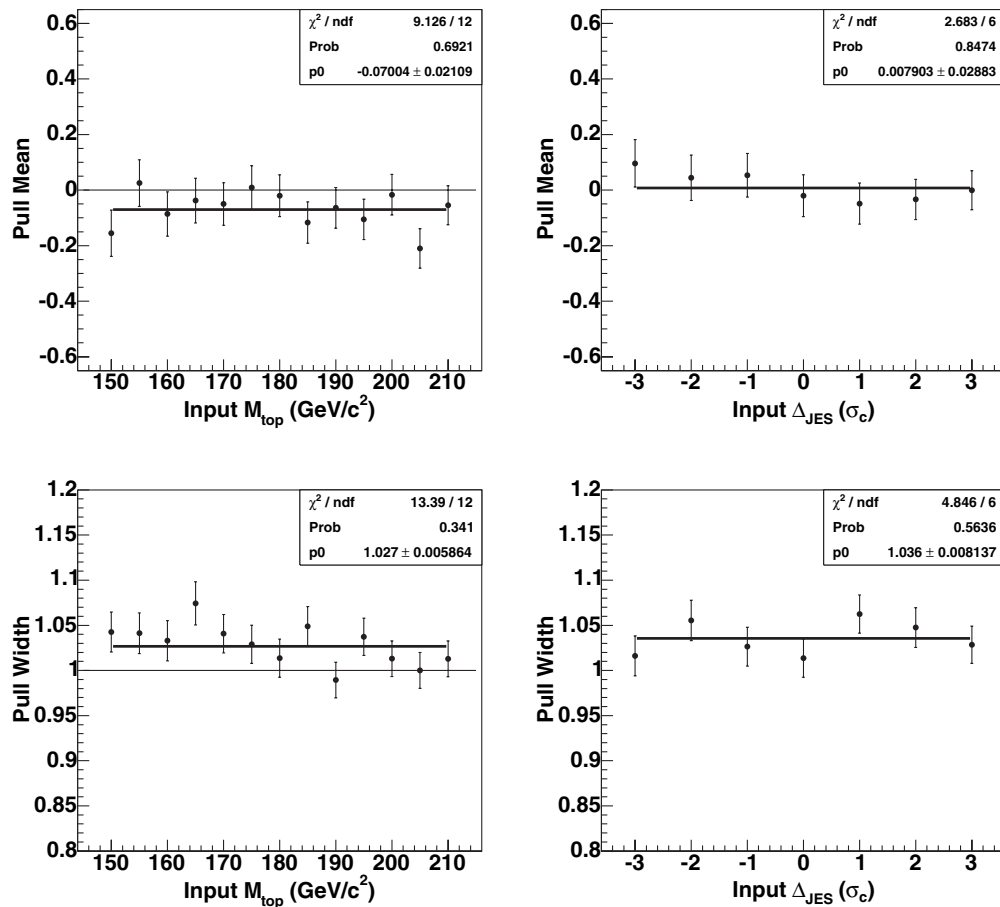 χ² / ndf 9.126 / 12
Prob 0.6921
p0 -0.07004 ± 0.02109
Pull Mean
0.6
0.4
0.2
0
-0.2
-0.4
-0.6
150 160 170 180 190 200 210
Input M_top (GeV/c²)
χ² / ndf 2.683 / 6
Prob 0.8474
p0 0.007903 ± 0.02883
Pull Mean
0.6
0.4
0.2
0
-0.2
-0.4
-0.6
-3 -2 -1 0 1 2 3
Input Δ_JES (σ_c)
χ² / ndf 13.39 / 12
Prob 0.341
p0 1.027 ± 0.005864
Pull Width
1.2
1.15
1.1
1.05
1
0.95
0.9
0.85
0.8
150 160 170 180 190 200 210
Input M_top (GeV/c²)
χ² / ndf 4.846 / 6
Prob 0.5636
p0 1.036 ± 0.008137
Pull Width
1.2
1.15
1.1
1.05
1
0.95
0.9
0.85
0.8
-3 -2 -1 0 1 2 3
Input Δ_JES (σ_c)